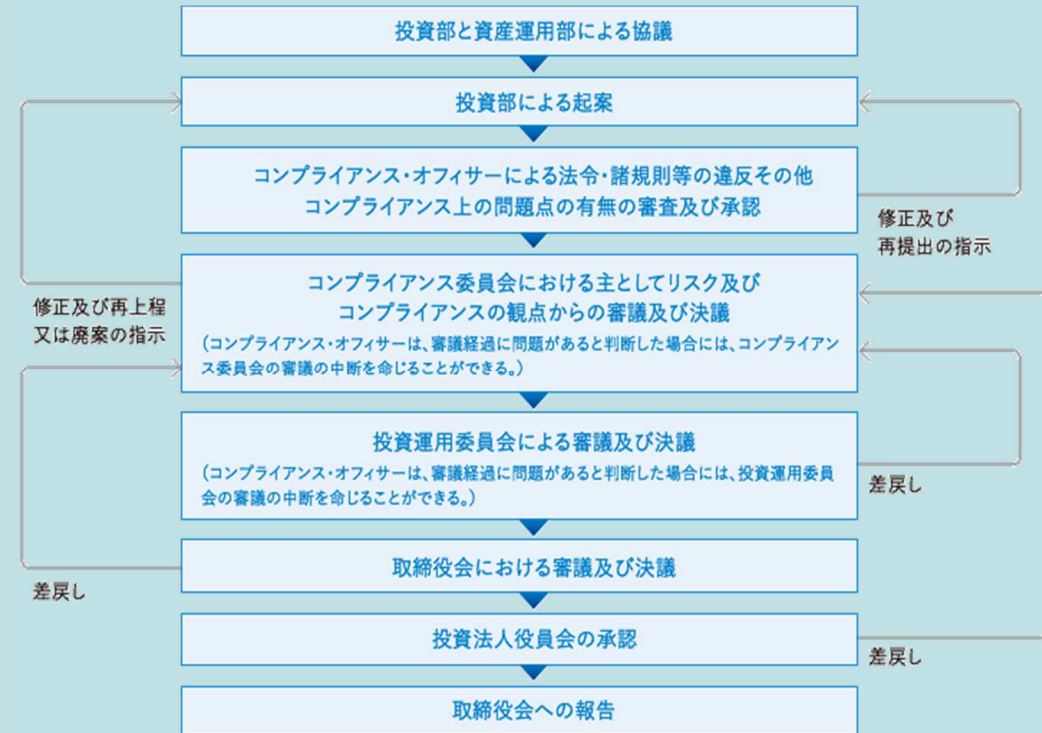 投資部と資産運用部による協議
投資部による起案
コンプライアンス・オフィサーによる法令・諸規則等の違反その他
コンプライアンス上の問題点の有無の審査及び承認
修正及び
再提出の指示
コンプライアンス委員会における主としてリスク及び
コンプライアンスの観点からの審議及び決議
(コンプライアンス・オフィサーは、審議経過に問題があると判断した場合には、コンプライアン
ス委員会の審議の中断を命じることができる。)
修正及び再上程
又は廃案の指示
投資運用委員会による審議及び決議
(コンプライアンス・オフィサーは、審議経過に問題があると判断した場合には、投資運用委員
会の審議の中断を命じることができる。)
差戻し
取締役会における審議及び決議
差戻し
投資法人役員会の承認
差戻し
取締役会への報告